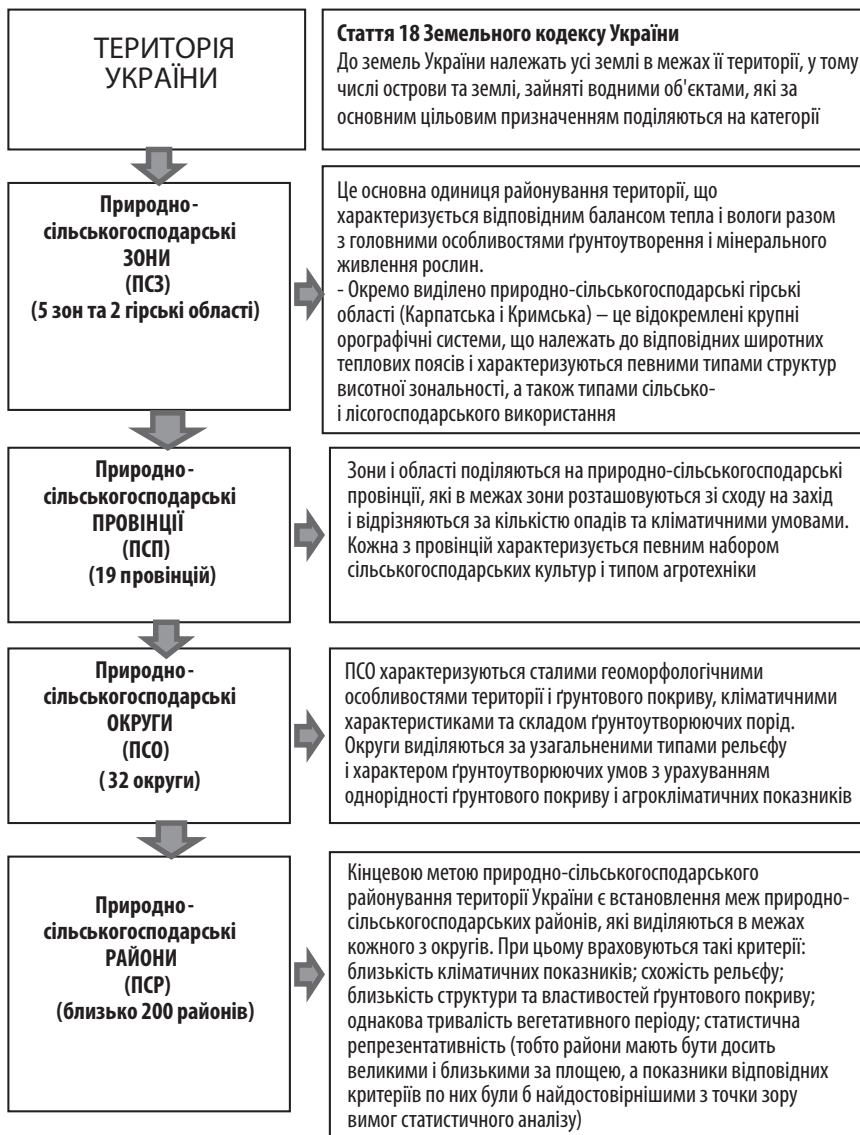 ТЕРИТОРІЯ
УКРАЇНИ
Стаття 18 Земельного кодексу України
До земель України належать усі землі в межах її території, у тому
числі острови та землі, зайняті водними об'єктами, які за
основним цільовим призначенням поділяються на категорії
Природно-
сільськогосподарські
ЗОНИ
(ПСЗ)
(5 зон та 2 гірські області)
Це основна одиниця районування території, що
характеризується відповідним балансом тепла і вологи разом
з головними особливостями ґрунтоутворення і мінерального
живлення рослин.
- Окремо виділено природно-сільськогосподарські гірські
області (Карпатська і Кримська) – це відокремлені крупні
орографічні системи, що належать до відповідних широтних
теплових поясів і характеризуються певними типами структур
висотної зональності, а також типами сільсько-
і лісогосподарського використання
Природно-
сільськогосподарські
ПРОВІНЦІЇ
(ПСП)
(19 провінцій)
Зони і області поділяються на природно-сільськогосподарські
провінції, які в межах зони розташовуються зі сходу на захід
і відрізняються за кількістю опадів та кліматичними умовами.
Кожна з провінцій характеризується певним набором
сільськогосподарських культур і типом агротехніки
Природно-
сільськогосподарські
ОКРУГИ
(ПСО)
(32 округи)
ПСО характеризуються сталими геоморфологічними
особливостями території і ґрунтового покриву, кліматичними
характеристиками та складом ґрунтоутворюючих порід.
Округи виділяються за узагальненими типами рельєфу
і характером ґрунтоутворюючих умов з урахуванням
однорідності ґрунтового покриву і агрокліматичних показників
Природно-
сільськогосподарські
РАЙОНИ
(ПСР)
(близько 200 районів)
Кінцевою метою природно-сільськогосподарського
районування території України є встановлення меж природно-
сільськогосподарських районів, які виділяються в межах
кожного з округів. При цьому враховуються такі критерії:
близькість кліматичних показників; схожість рельєфу;
близькість структури та властивостей ґрунтового покриву;
однакова тривалість вегетативного періоду; статистична
репрезентативність (тобто райони мають бути досить
великими і близькими за площею, а показники відповідних
критеріїв по них були б найдостовірнішими з точки зору
вимог статистичного аналізу)